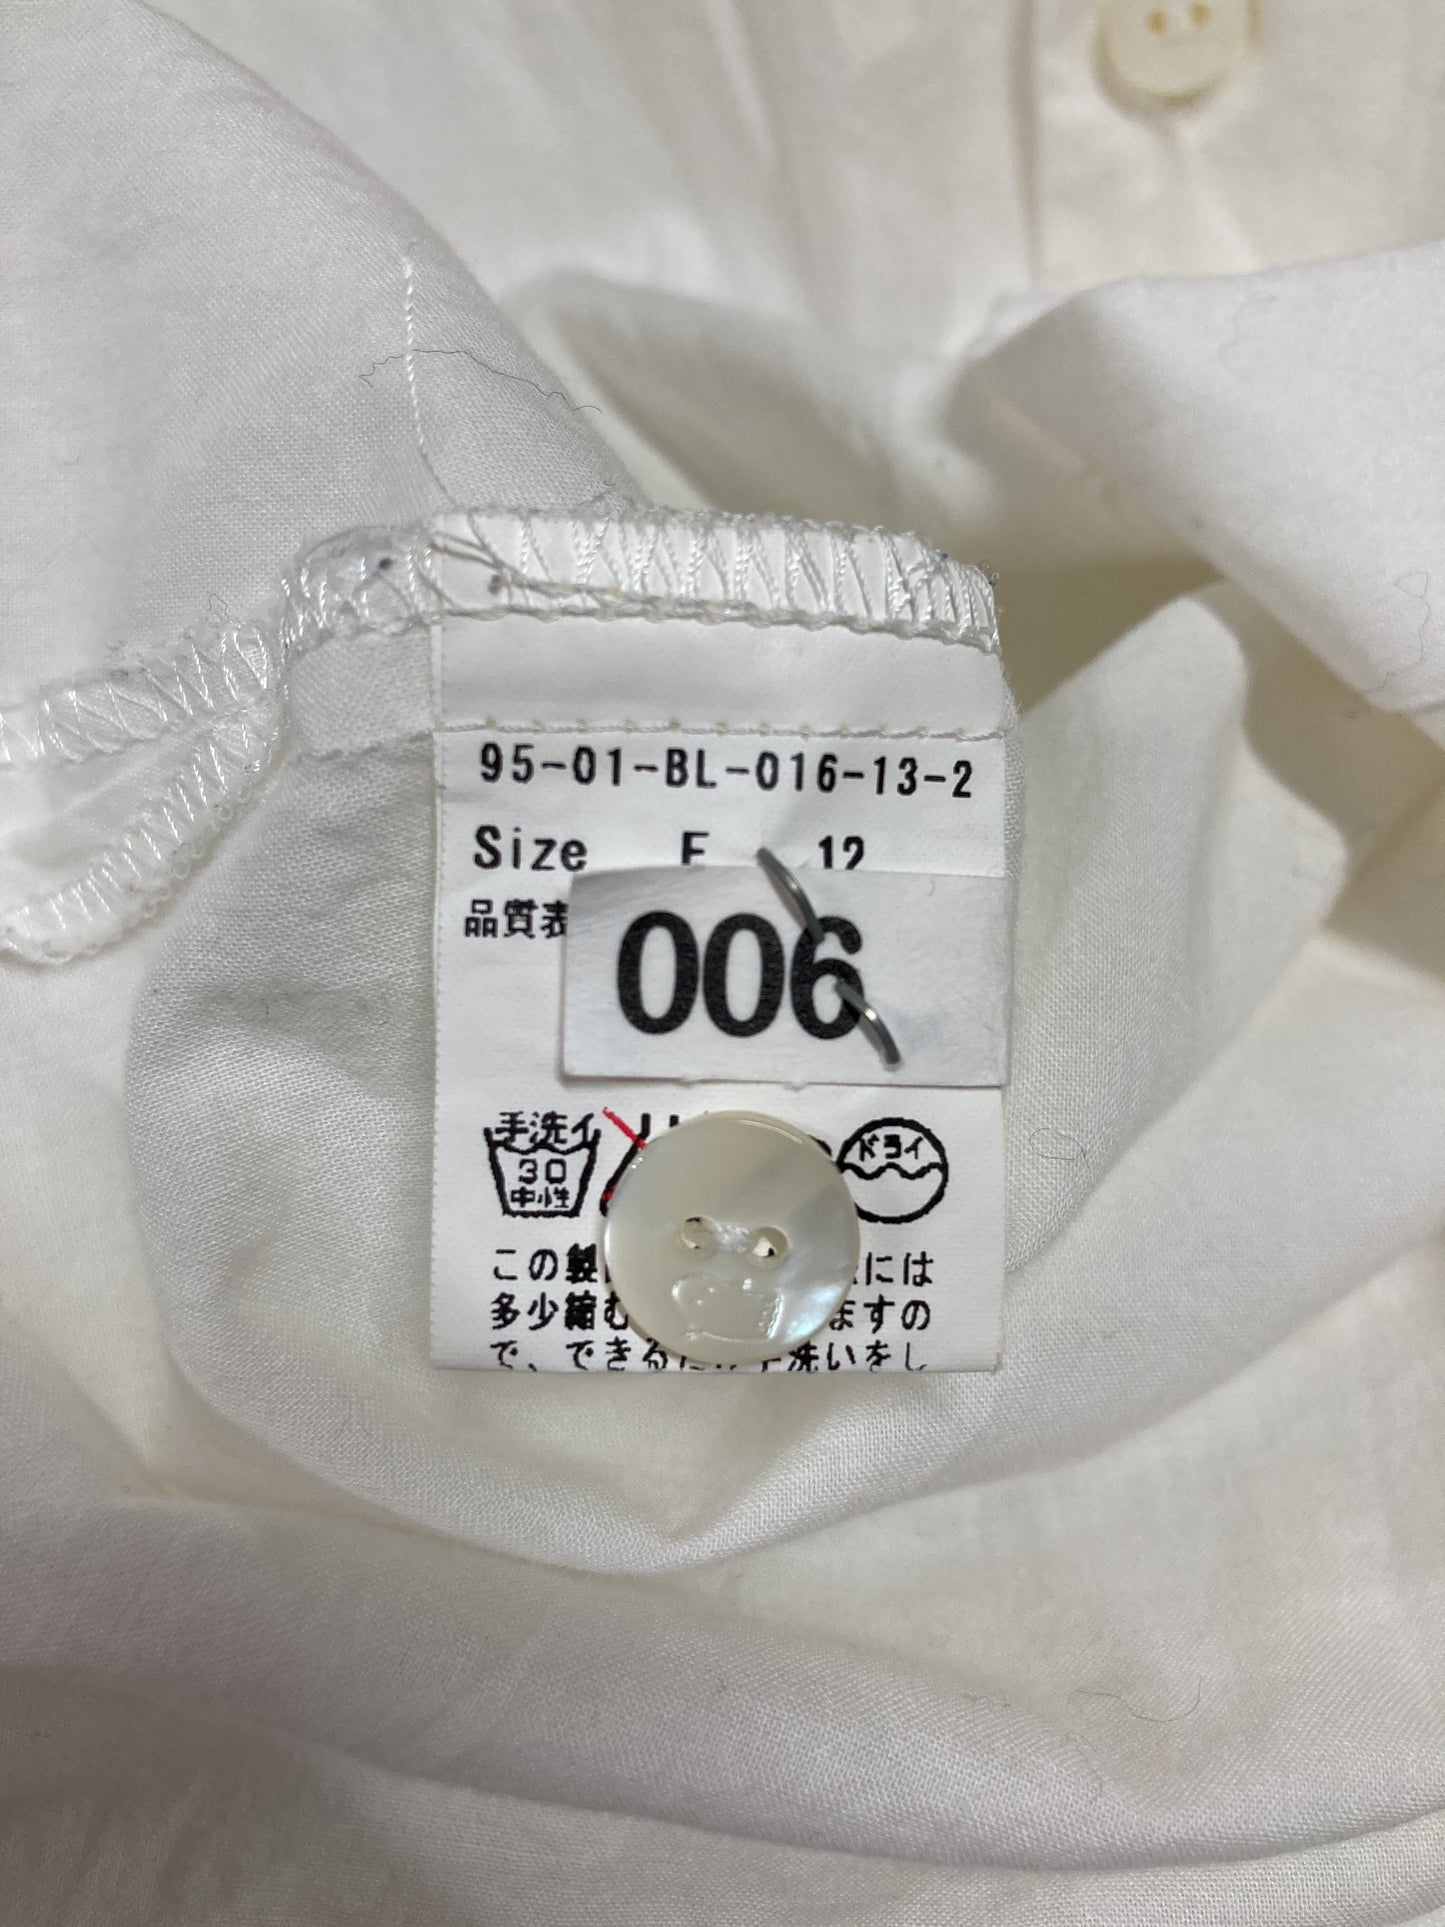 95-01-BL-016-13-2
Size F 12
品質表
006
手洗イ
30
中性
ドライ
この には
多少縮む ますの
で、できる 洗いをし